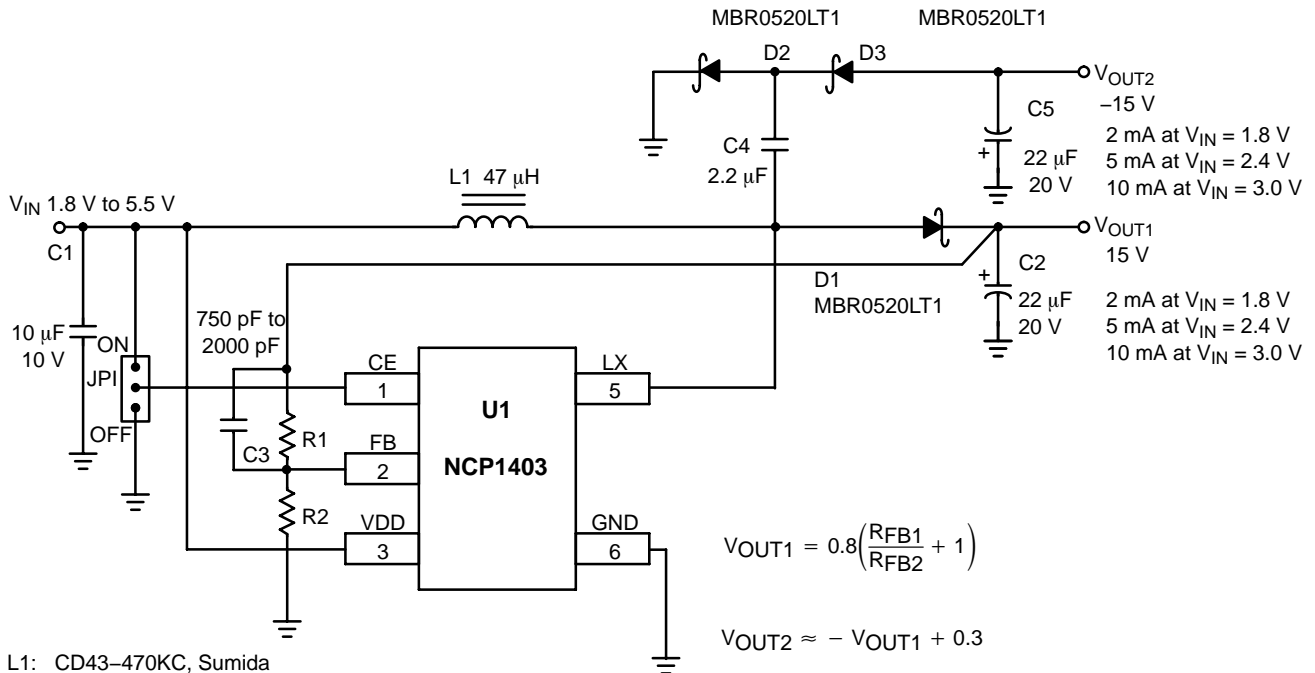 MBR0520LT1
MBR0520LT1
D2
D3
VOUT2
–15 V
C5
22 μF
20 V
+
2 mA at VIN = 1.8 V
5 mA at VIN = 2.4 V
10 mA at VIN = 3.0 V
C4
2.2 μF
L1 47 μH
VIN 1.8 V to 5.5 V
C1
10 μF
10 V
ON
JPI
OFF
VOUT1
15 V
D1
MBR0520LT1
C2
+
22 μF
20 V
2 mA at VIN = 1.8 V
5 mA at VIN = 2.4 V
10 mA at VIN = 3.0 V
750 pF to
2000 pF
C3
R1
R2
CE
1
FB
2
VDD
3
U1
NCP1403
LX
5
GND
6
VOUT1 = 0.8(RFB1/RFB2 + 1)
VOUT2 ≈ – VOUT1 + 0.3
L1: CD43–470KC, Sumida